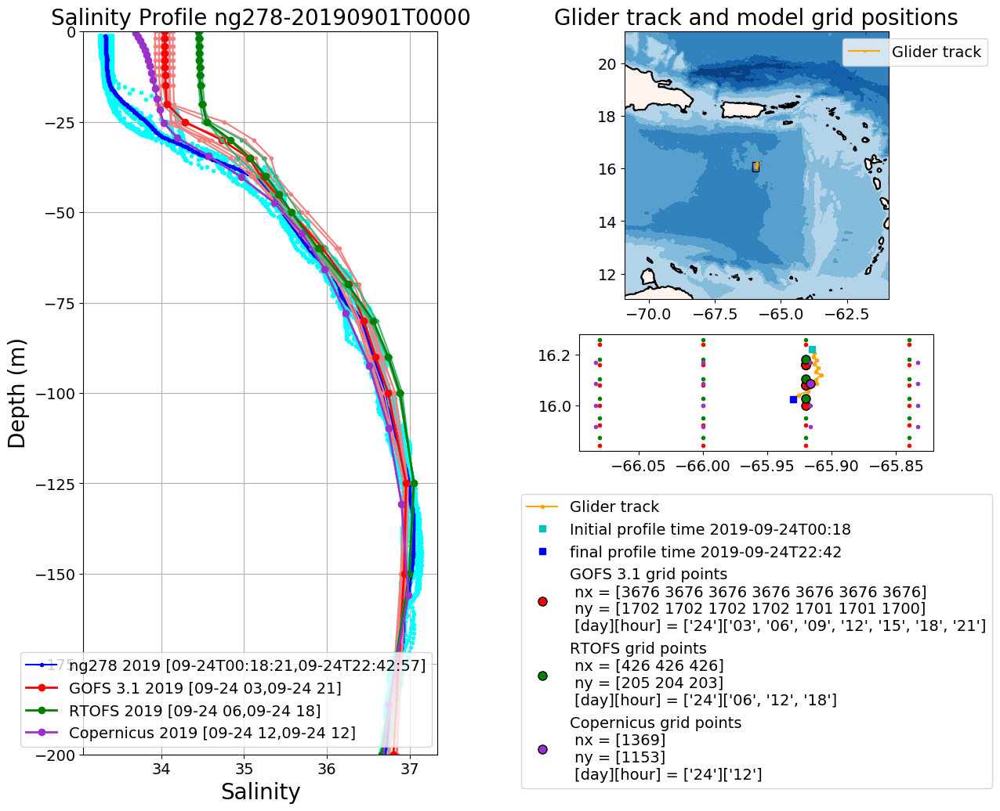 Salinity Profile ng278-20190901T0000
0
−25
−50
−75
−100
−125
−150
−175
−200
Depth (m)
34
35
36
37
Salinity
ng278 2019 [09-24T00:18:21,09-24T22:42:57]
GOFS 3.1 2019 [09-24 03,09-24 21]
RTOFS 2019 [09-24 06,09-24 18]
Copernicus 2019 [09-24 12,09-24 12]
Glider track and model grid positions
Glider track
20
18
16
14
12
−70.0
−67.5
−65.0
−62.5
16.2
16.0
−66.05
−66.00
−65.95
−65.90
−65.85
Glider track
Initial profile time 2019-09-24T00:18
final profile time 2019-09-24T22:42
GOFS 3.1 grid points
nx = [3676 3676 3676 3676 3676 3676 3676]
ny = [1702 1702 1702 1702 1701 1701 1700]
[day][hour] = ['24']['03', '06', '09', '12', '15', '18', '21']
RTOFS grid points
nx = [426 426 426]
ny = [205 204 203]
[day][hour] = ['24']['06', '12', '18']
Copernicus grid points
nx = [1369]
ny = [1153]
[day][hour] = ['24']['12']